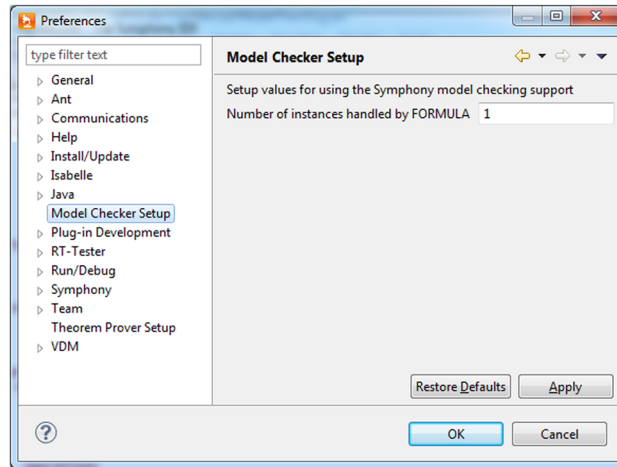 Preferences
type filter text
General
Ant
Communications
Help
Install/Update
Isabelle
Java
Model Checker Setup
Plug-in Development
RT-Tester
Run/Debug
Symphony
Team
Theorem Prover Setup
VDM
Model Checker Setup
Setup values for using the Symphony model checking support
Number of instances handled by FORMULA 1
Restore Defaults Apply
?
OK Cancel